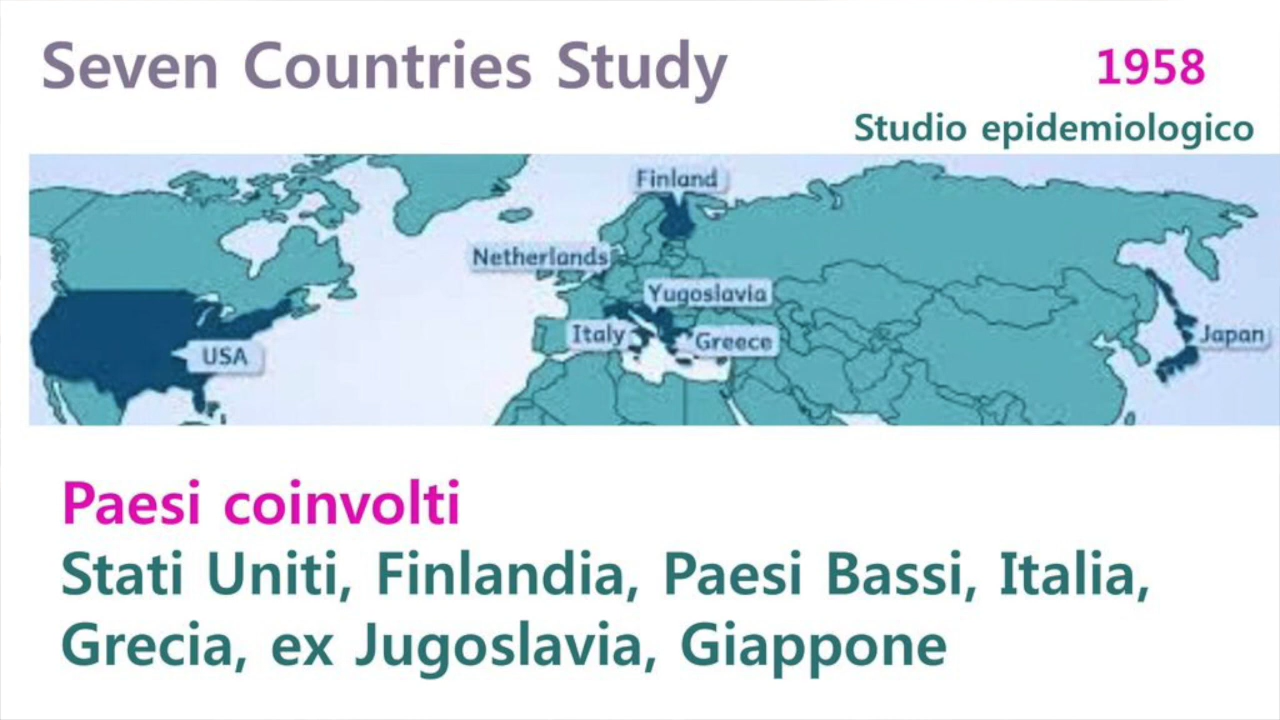 Seven Countries Study
1958
Studio epidemiologico
Finland
Netherlands
Yugoslavia
Italy
Greece
USA
Japan
Paesi coinvolti
Stati Uniti, Finlandia, Paesi Bassi, Italia,
Grecia, ex Jugoslavia, Giappone